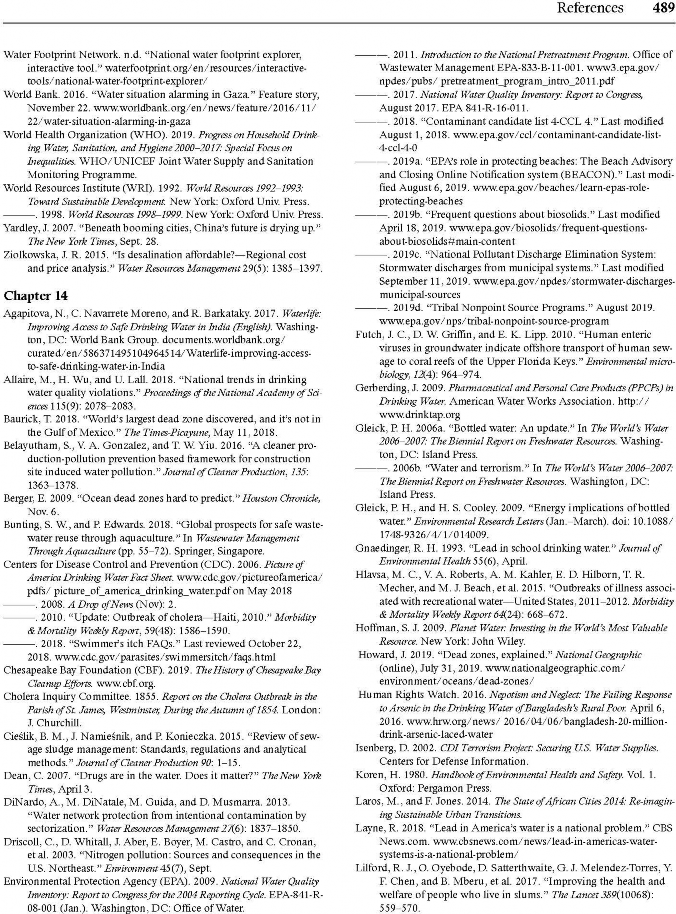 References 489
Water Footprint Network. n.d. “National water footprint explorer,
interactive tool.” waterfootprint.org/en/resources/interactive-
tools/national-water-footprint-explorer/
World Bank. 2016. “Water situation alarming in Gaza.” Feature story,
November 22. www.worldbank.org/en/news/feature/2016/11/
22/water-situation-alarming-in-gaza
World Health Organization (WHO). 2019. Progress on Household Drink-
ing Water, Sanitation, and Hygiene 2000–2017: Special Focus on
Inequalities. WHO/UNICEF Joint Water Supply and Sanitation
Monitoring Programme.
World Resources Institute (WRI). 1992. World Resources 1992–1993:
Toward Sustainable Development. New York: Oxford Univ. Press.
———. 1998. World Resources 1998–1999. New York: Oxford Univ. Press.
Yardley, J. 2007. “Beneath booming cities, China’s future is drying up.”
The New York Times, Sept. 28.
Ziolkowska, J. R. 2015. “Is desalination affordable?—Regional cost
and price analysis.” Water Resources Management 29(5): 1385–1397.
Chapter 14
Agapitova, N., C. Navarrete Moreno, and R. Barkataky. 2017. Waterlife:
Improving Access to Safe Drinking Water in India (English). Washing-
ton, DC: World Bank Group. documents.worldbank.org/
curated/en/586371495104964514/Waterlife-improving-access-
to-safe-drinking-water-in-India
Allaire, M., H. Wu, and U. Lall. 2018. “National trends in drinking
water quality violations.” Proceedings of the National Academy of Sci-
ences 115(9): 2078–2083.
Baurick, T. 2018. “World’s largest dead zone discovered, and it’s not in
the Gulf of Mexico.” The Times-Picayune, May 11, 2018.
Belayutham, S., V. A. Gonzalez, and T. W. Yiu. 2016. “A cleaner pro-
duction-pollution prevention based framework for construction
site induced water pollution.” Journal of Cleaner Production, 135:
1363–1378.
Berger, E. 2009. “Ocean dead zones hard to predict.” Houston Chronicle,
Nov. 6.
Bunting, S. W., and P. Edwards. 2018. “Global prospects for safe waste-
water reuse through aquaculture.” In Wastewater Management
Through Aquaculture (pp. 55–72). Springer, Singapore.
Centers for Disease Control and Prevention (CDC). 2006. Picture of
America Drinking Water Fact Sheet. www.cdc.gov/pictureofamerica/
pdfs/ picture_of_america_drinking_water.pdf on May 2018
———. 2008. A Drop of News (Nov): 2.
———. 2010. “Update: Outbreak of cholera—Haiti, 2010.” Morbidity
& Mortality Weekly Report, 59(48): 1586–1590.
———. 2018. “Swimmer’s itch FAQs.” Last reviewed October 22,
2018. www.cdc.gov/parasites/swimmersitch/faqs.html
Chesapeake Bay Foundation (CBF). 2019. The History of Chesapeake Bay
Cleanup Efforts. www.cbf.org.
Cholera Inquiry Committee. 1855. Report on the Cholera Outbreak in the
Parish of St. James, Westminster, During the Autumn of 1854. London:
J. Churchill.
Cieślik, B. M., J. Namieśnik, and P. Konieczka. 2015. “Review of sew-
age sludge management: Standards, regulations and analytical
methods.” Journal of Cleaner Production 90: 1–15.
Dean, C. 2007. “Drugs are in the water. Does it matter?” The New York
Times, April 3.
DiNardo, A., M. DiNatale, M. Guida, and D. Musmarra. 2013.
“Water network protection from intentional contamination by
sectorization.” Water Resources Management 27(6): 1837–1850.
Driscoll, C., D. Whitall, J. Aber, E. Boyer, M. Castro, and C. Cronan,
et al. 2003. “Nitrogen pollution: Sources and consequences in the
U.S. Northeast.” Environment 45(7), Sept.
Environmental Protection Agency (EPA). 2009. National Water Quality
Inventory: Report to Congress for the 2004 Reporting Cycle. EPA-841-R-
08-001 (Jan.). Washington, DC: Office of Water.
———. 2011. Introduction to the National Pretreatment Program. Office of
Wastewater Management EPA-833-B-11-001. www3.epa.gov/
npdes/pubs/ pretreatment_program_intro_2011.pdf
———. 2017. National Water Quality Inventory: Report to Congress,
August 2017. EPA 841-R-16-011.
———. 2018. “Contaminant candidate list 4-CCL 4.” Last modified
August 1, 2018. www.epa.gov/ccl/contaminant-candidate-list-
4-ccl-4-0
———. 2019a. “EPA’s role in protecting beaches: The Beach Advisory
and Closing Online Notification system (BEACON).” Last modi-
fied August 6, 2019. www.epa.gov/beaches/learn-epas-role-
protecting-beaches
———. 2019b. “Frequent questions about biosolids.” Last modified
April 18, 2019. www.epa.gov/biosolids/frequent-questions-
about-biosolids#main-content
———. 2019c. “National Pollutant Discharge Elimination System:
Stormwater discharges from municipal systems.” Last modified
September 11, 2019. www.epa.gov/npdes/stormwater-discharges-
municipal-sources
———. 2019d. “Tribal Nonpoint Source Programs.” August 2019.
www.epa.gov/nps/tribal-nonpoint-source-program
Futch, J. C., D. W. Griffin, and E. K. Lipp. 2010. “Human enteric
viruses in groundwater indicate offshore transport of human sew-
age to coral reefs of the Upper Florida Keys.” Environmental micro-
biology, 12(4): 964–974.
Gerberding, J. 2009. Pharmaceutical and Personal Care Products (PPCPs) in
Drinking Water. American Water Works Association. http://
www.drinktap.org
Gleick, P. H. 2006a. “Bottled water: An update.” In The World’s Water
2006–2007: The Biennial Report on Freshwater Resources. Washing-
ton, DC: Island Press.
———. 2006b. “Water and terrorism.” In The World’s Water 2006–2007:
The Biennial Report on Freshwater Resources. Washington, DC:
Island Press.
Gleick, P. H., and H. S. Cooley. 2009. “Energy implications of bottled
water.” Environmental Research Letters (Jan.–March). doi: 10.1088/
1748-9326/4/1/014009.
Gnaedinger, R. H. 1993. “Lead in school drinking water.” Journal of
Environmental Health 55(6), April.
Hlavsa, M. C., V. A. Roberts, A. M. Kahler, E. D. Hilborn, T. R.
Mecher, and M. J. Beach, et al. 2015. “Outbreaks of illness associ-
ated with recreational water—United States, 2011–2012. Morbidity
& Mortality Weekly Report 64(24): 668–672.
Hoffman, S. J. 2009. Planet Water: Investing in the World’s Most Valuable
Resource. New York: John Wiley.
Howard, J. 2019. “Dead zones, explained.” National Geographic
(online), July 31, 2019. www.nationalgeographic.com/
environment/oceans/dead-zones/
Human Rights Watch. 2016. Nepotism and Neglect: The Failing Response
to Arsenic in the Drinking Water of Bangladesh’s Rural Poor. April 6,
2016. www.hrw.org/news/ 2016/04/06/bangladesh-20-million-
drink-arsenic-laced-water
Isenberg, D. 2002. CDI Terrorism Project: Securing U.S. Water Supplies.
Centers for Defense Information.
Koren, H. 1980. Handbook of Environmental Health and Safety. Vol. 1.
Oxford: Pergamon Press.
Laros, M., and F. Jones. 2014. The State of African Cities 2014: Re-imagin-
ing Sustainable Urban Transitions.
Layne, R. 2018. “Lead in America’s water is a national problem.” CBS
News.com. www.cbsnews.com/news/lead-in-americas-water-
systems-is-a-national-problem/
Lilford, R. J., O. Oyebode, D. Satterthwaite, G. J. Melendez-Torres, Y.
F. Chen, and B. Mberu, et al. 2017. “Improving the health and
welfare of people who live in slums.” The Lancet 389(10068):
559–570.